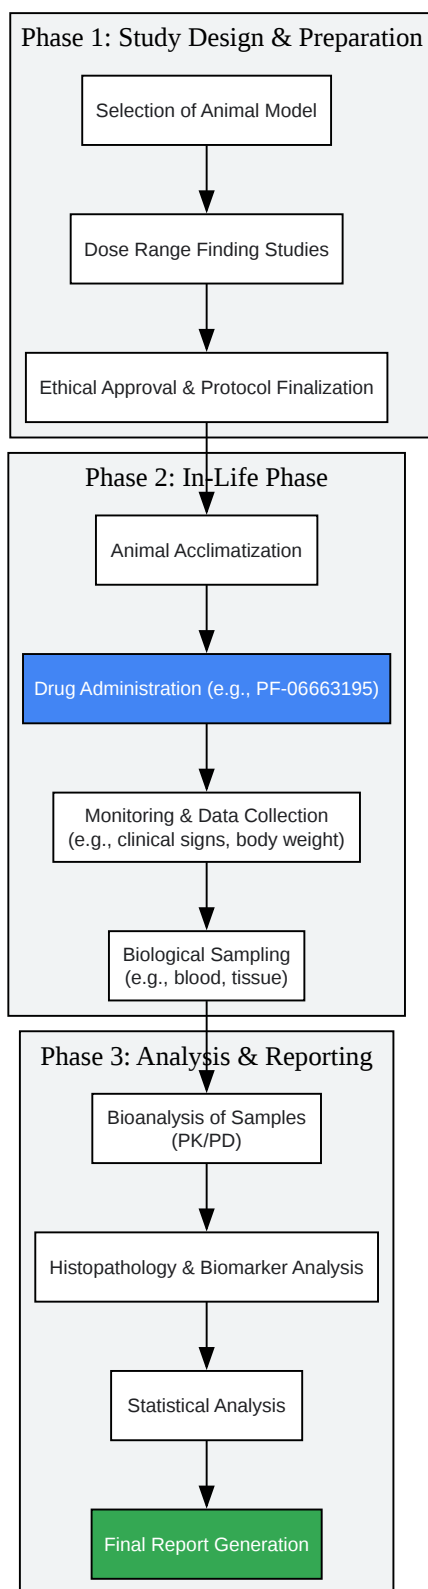 Phase 1: Study Design & Preparation
Selection of Animal Model
Dose Range Finding Studies
Ethical Approval & Protocol Finalization
Phase 2: In-Life Phase
Animal Acclimatization
Drug Administration (e.g., PF-06663195)
Monitoring & Data Collection
(e.g., clinical signs, body weight)
Biological Sampling
(e.g., blood, tissue)
Phase 3: Analysis & Reporting
Bioanalysis of Samples
(PK/PD)
Histopathology & Biomarker Analysis
Statistical Analysis
Final Report Generation